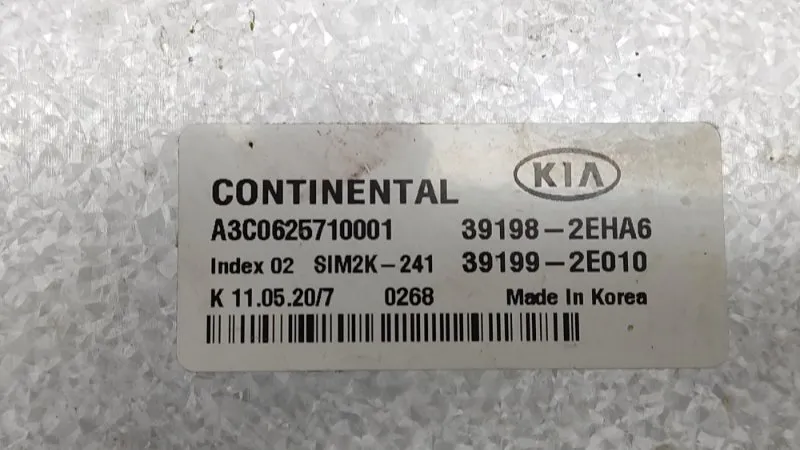 KIA
CONTINENTAL
A3C0625710001 39198-2EHA6
Index 02 SIM2K-241 39199-2E010
K 11.05.20/7 0268 Made In Korea